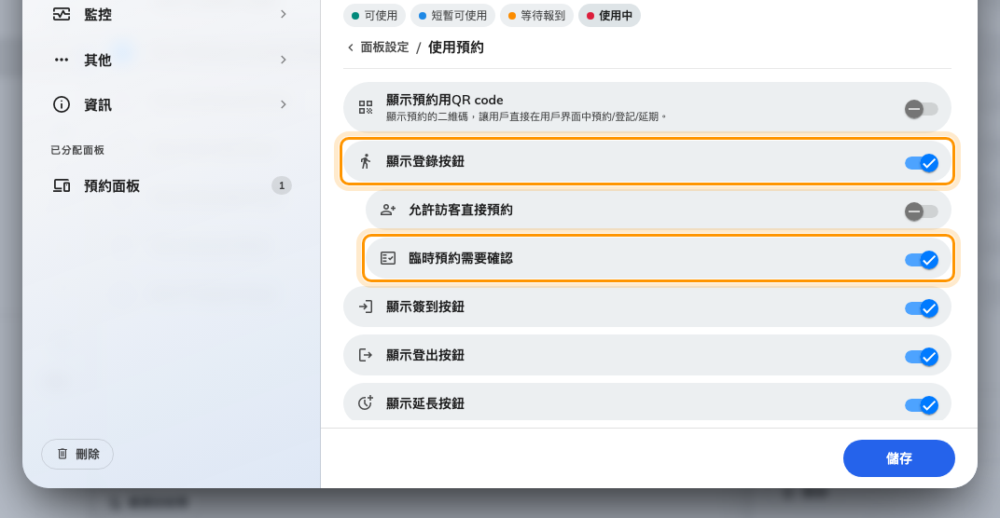 監控
其他
資訊
已分配面板
預約面板
1
刪除
可使用
短暫可使用
等待報到
使用中
面板設定 / 使用預約
顯示預約用QR code
顯示預約的二維碼，讓用戶直接在用戶界面中預約/登記/延期。
顯示登錄按鈕
允許訪客直接預約
臨時預約需要確認
顯示簽到按鈕
顯示登出按鈕
顯示延長按鈕
儲存